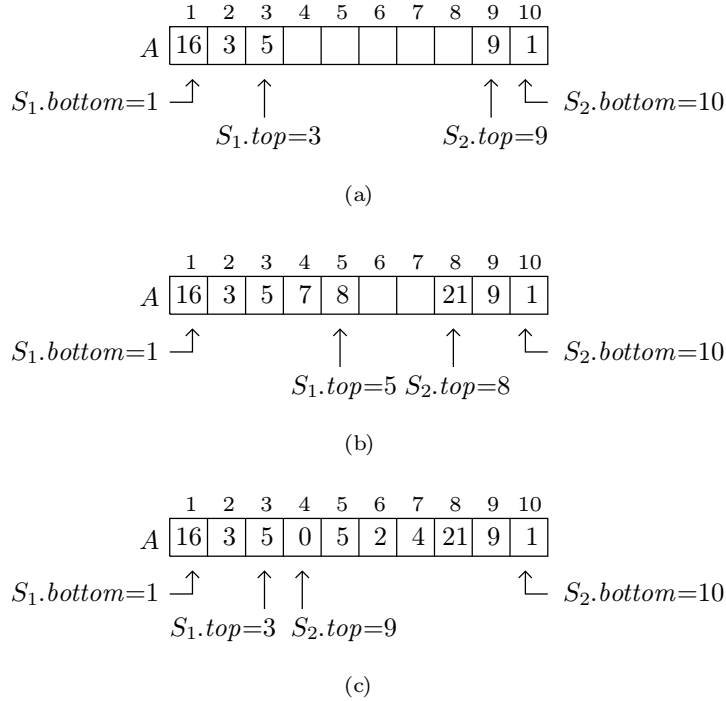 1 2 3 4 5 6 7 8 9 10
A 16 3 5 9 1
S₁.bottom=1 S₂.bottom=10
S₁.top=3 S₂.top=9
(a)
1 2 3 4 5 6 7 8 9 10
A 16 3 5 7 8 21 9 1
S₁.bottom=1 S₂.bottom=10
S₁.top=5 S₂.top=8
(b)
1 2 3 4 5 6 7 8 9 10
A 16 3 5 0 5 2 4 21 9 1
S₁.bottom=1 S₂.bottom=10
S₁.top=3 S₂.top=9
(c)